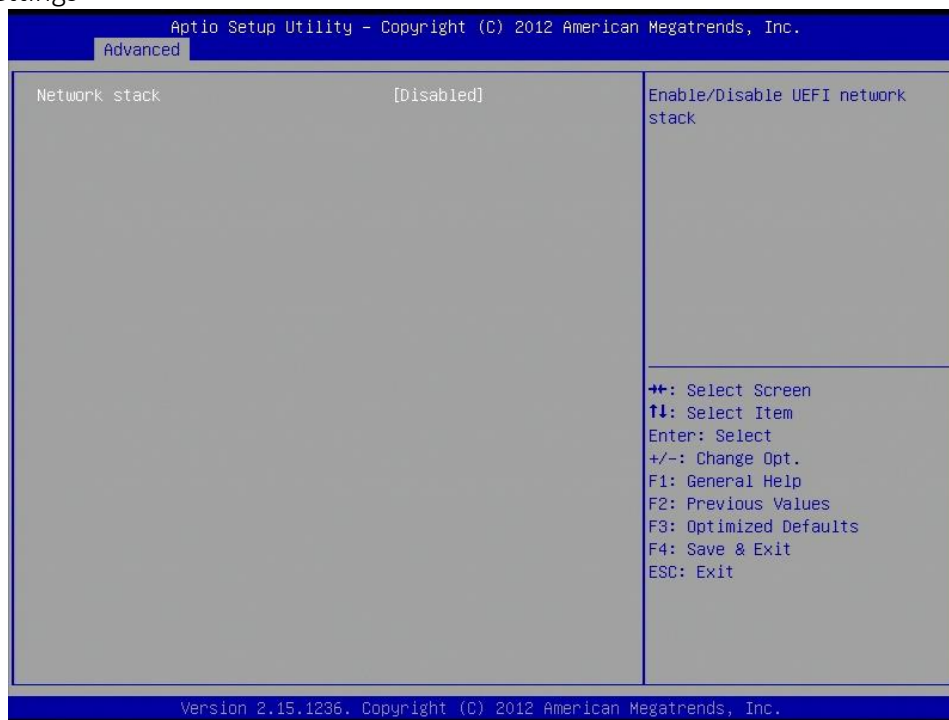 Aptio Setup Utility – Copyright (C) 2012 American Megatrends, Inc.
Advanced
Network stack [Disabled]
Enable/Disable UEFI network
stack
→←: Select Screen
↑↓: Select Item
Enter: Select
+/-: Change Opt.
F1: General Help
F2: Previous Values
F3: Optimized Defaults
F4: Save & Exit
ESC: Exit
Version 2.15.1236. Copyright (C) 2012 American Megatrends, Inc.